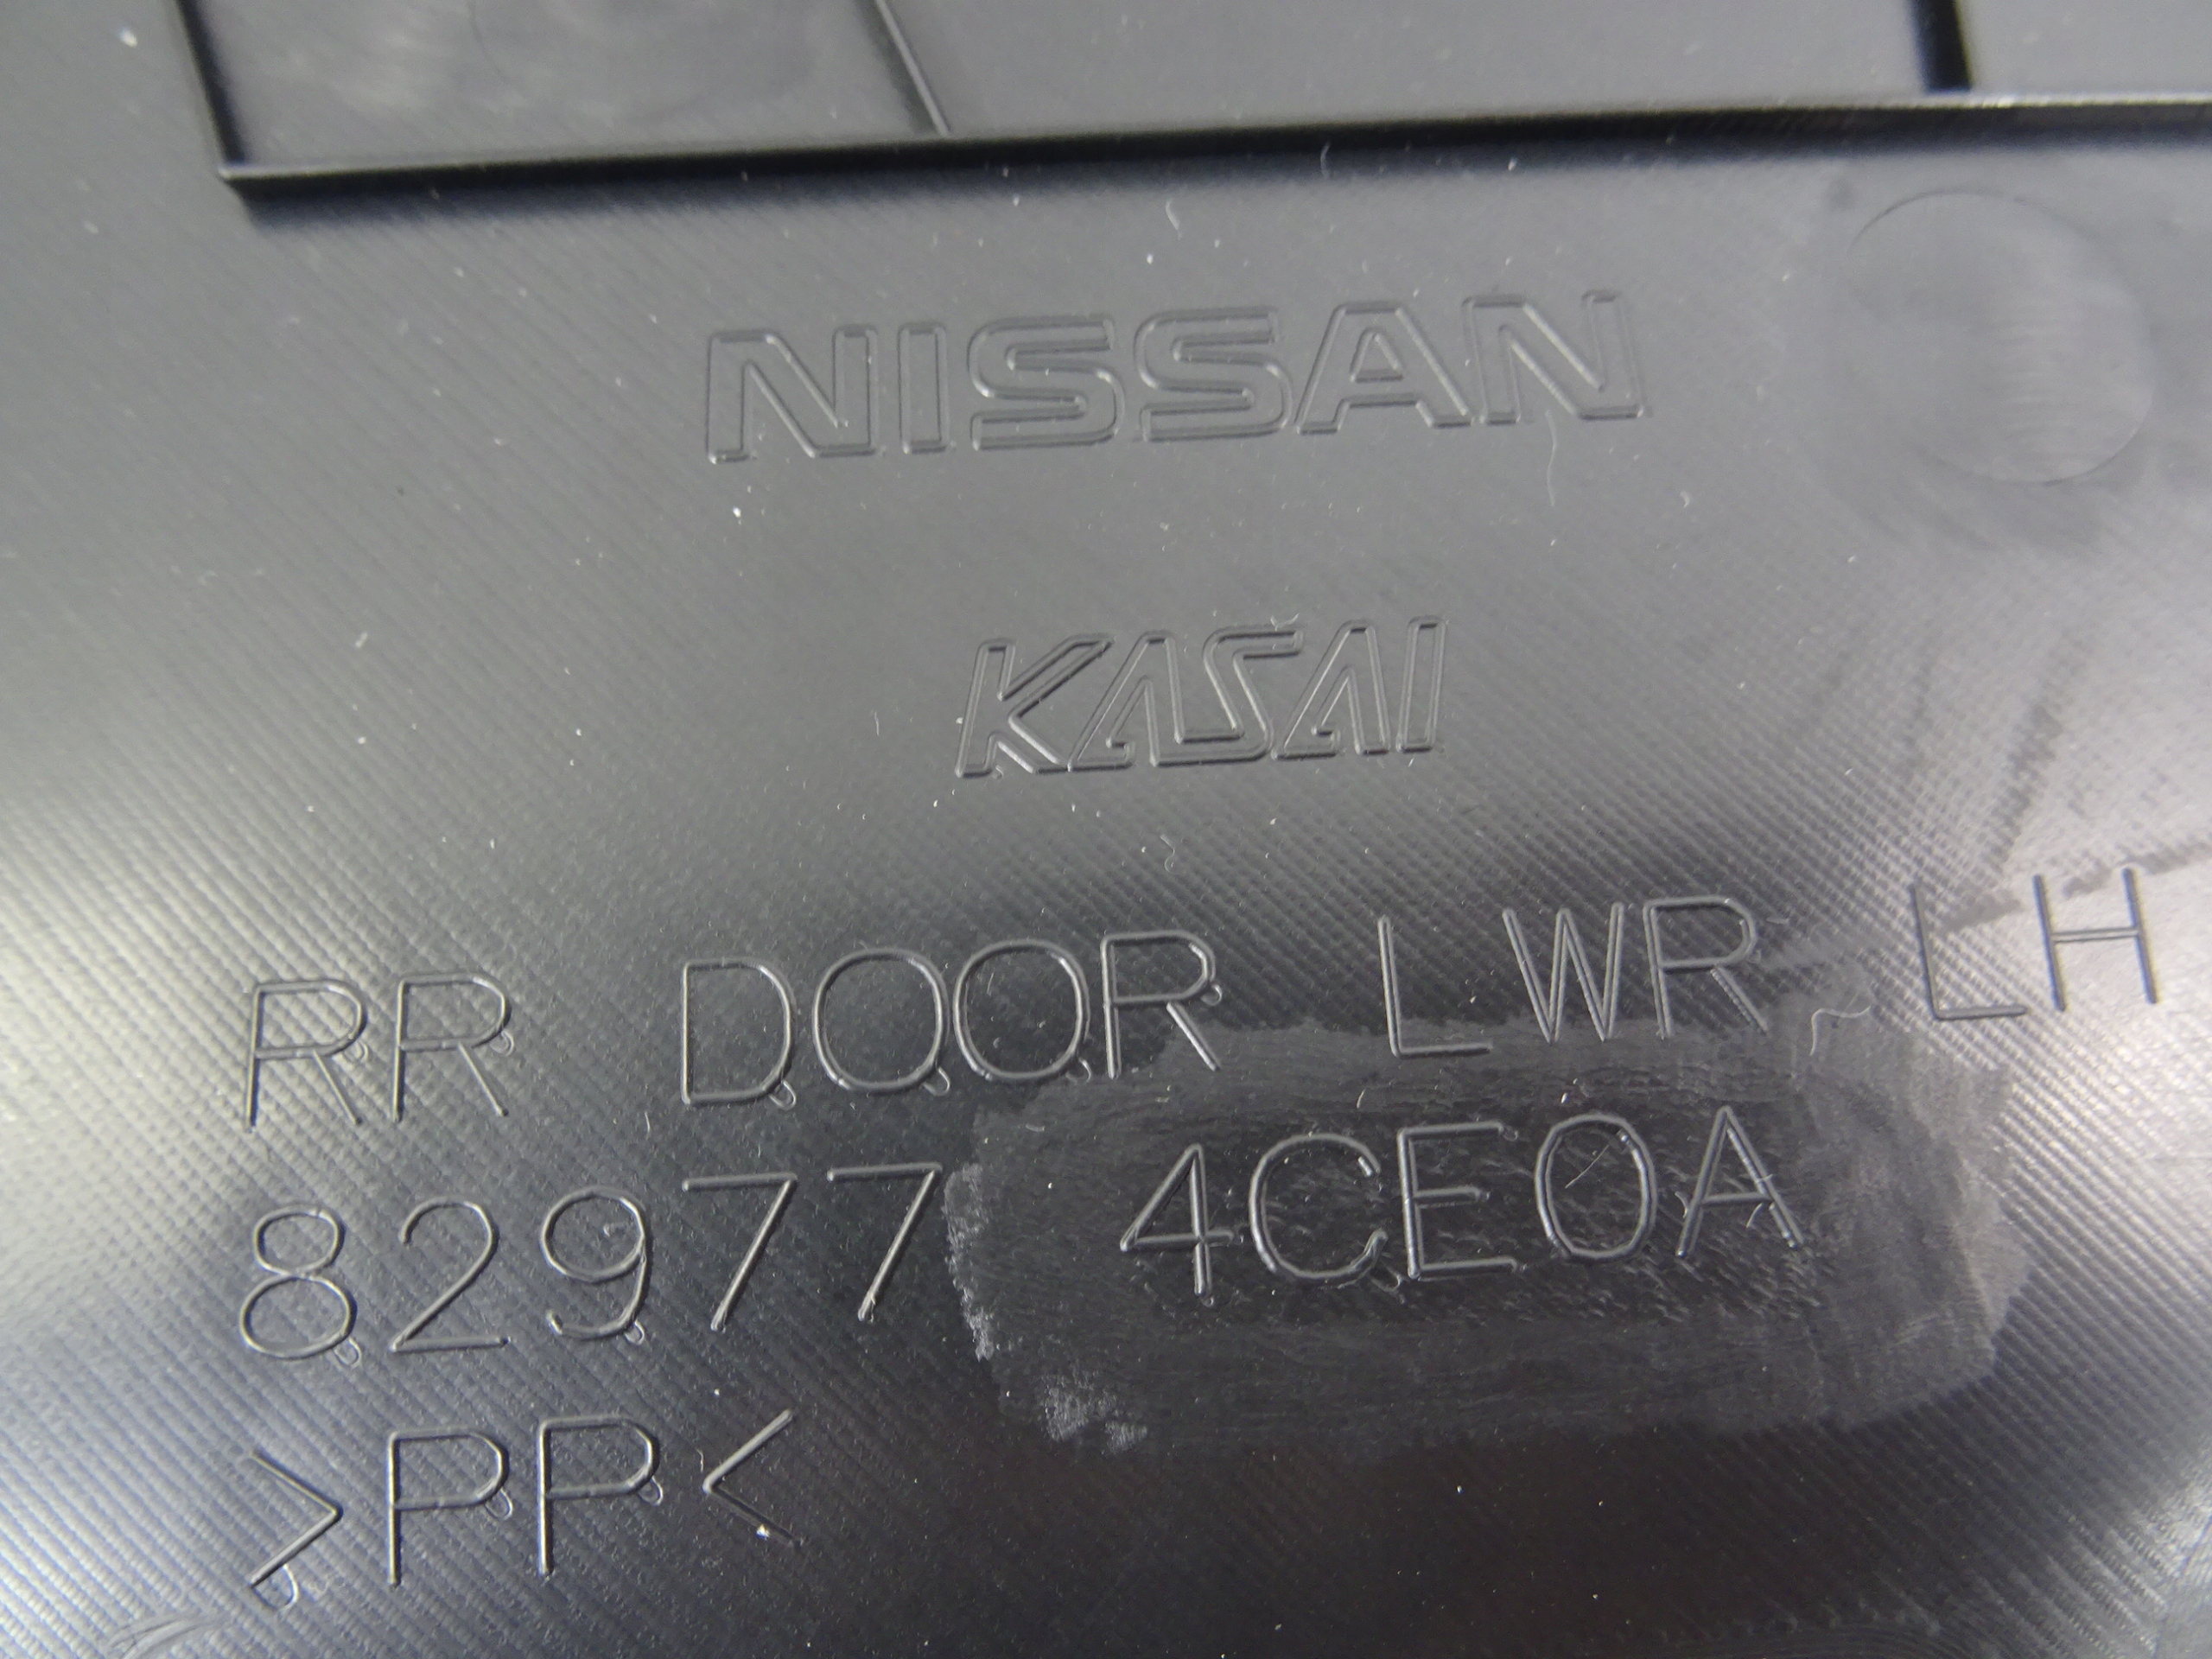 NISSAN
KASAI
RR DOOR LWR LH
82977 4CE0A
>PP<